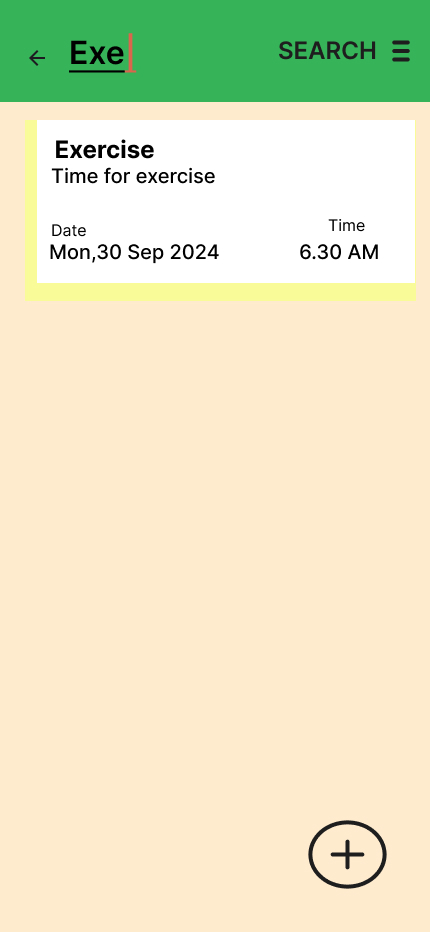 Exe
SEARCH
Exercise
Time for exercise
Date
Time
Mon,30 Sep 2024
6.30 AM